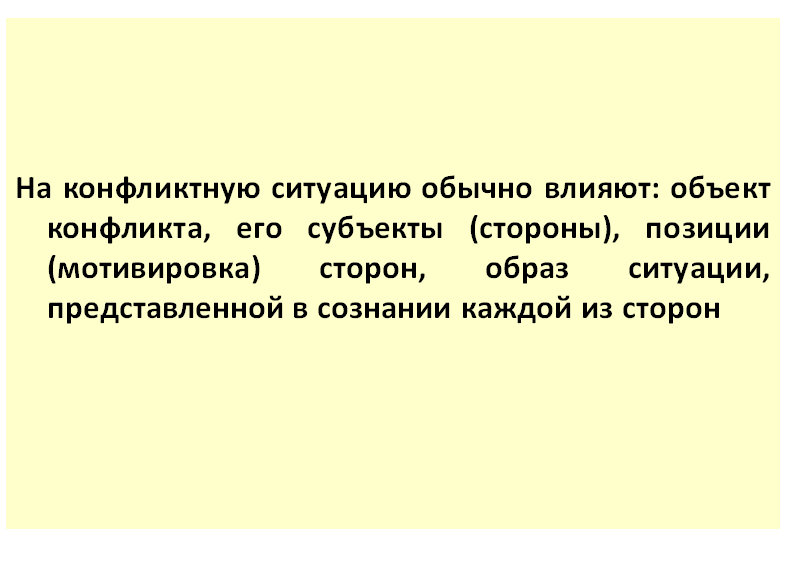 На конфликтную ситуацию обычно влияют: объект
конфликта, его субъекты (стороны), позиции
(мотивировка) сторон, образ ситуации,
представленной в сознании каждой из сторон